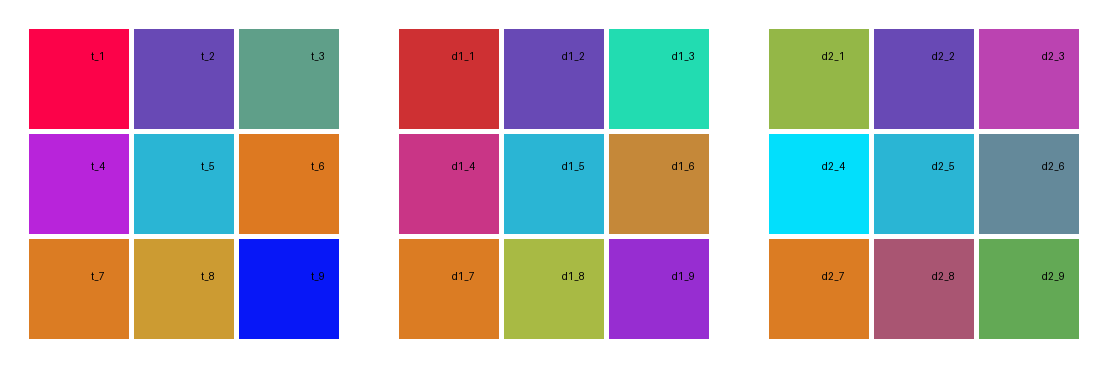 t_1 t_2 t_3 d1_1 d1_2 d1_3 d2_1 d2_2 d2_3
t_4 t_5 t_6 d1_4 d1_5 d1_6 d2_4 d2_5 d2_6
t_7 t_8 t_9 d1_7 d1_8 d1_9 d2_7 d2_8 d2_9